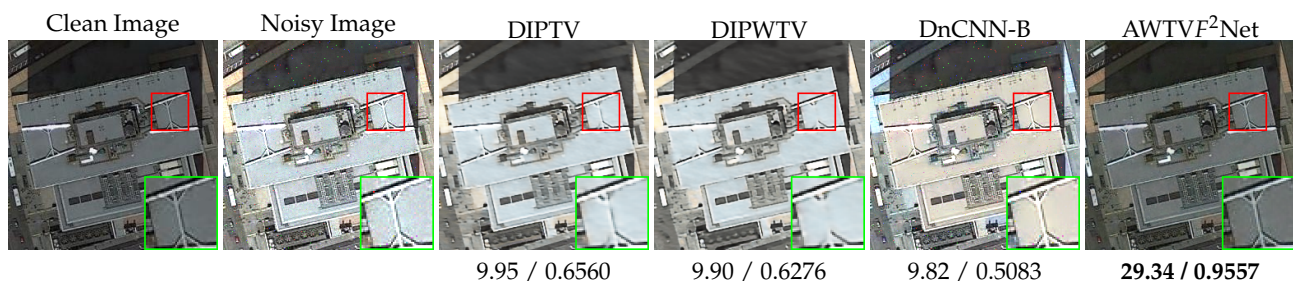 Clean Image Noisy Image DIPTV DIPWTV DnCNN-B AWTVF²Net
9.95 / 0.6560 9.90 / 0.6276 9.82 / 0.5083 29.34 / 0.9557